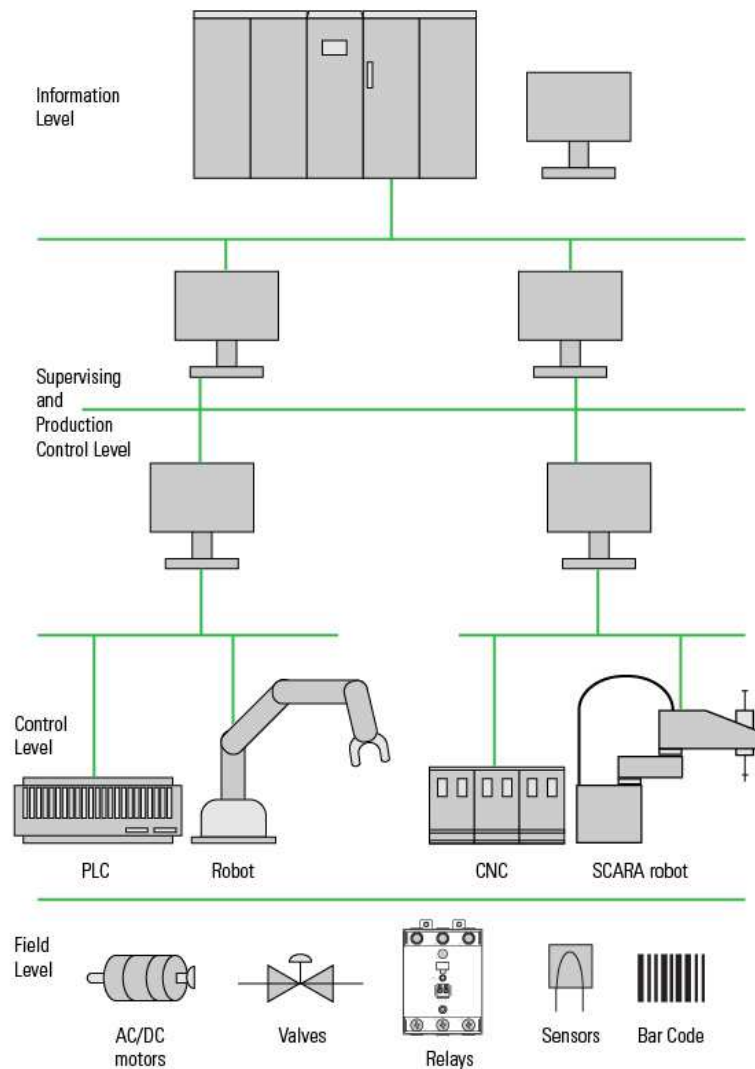 Information
Level
Supervising
and
Production
Control Level
Control
Level
PLC
Robot
CNC
SCARA robot
Field
Level
AC/DC
motors
Valves
Relays
Sensors
Bar Code